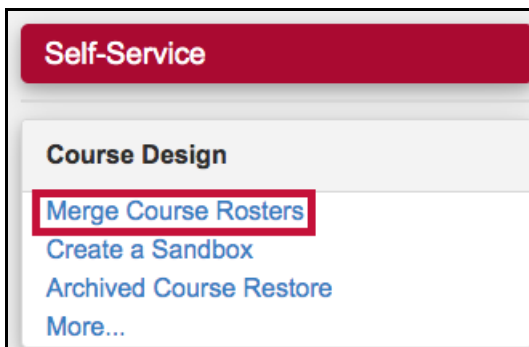 Self-Service
Course Design
Merge Course Rosters
Create a Sandbox
Archived Course Restore
More...